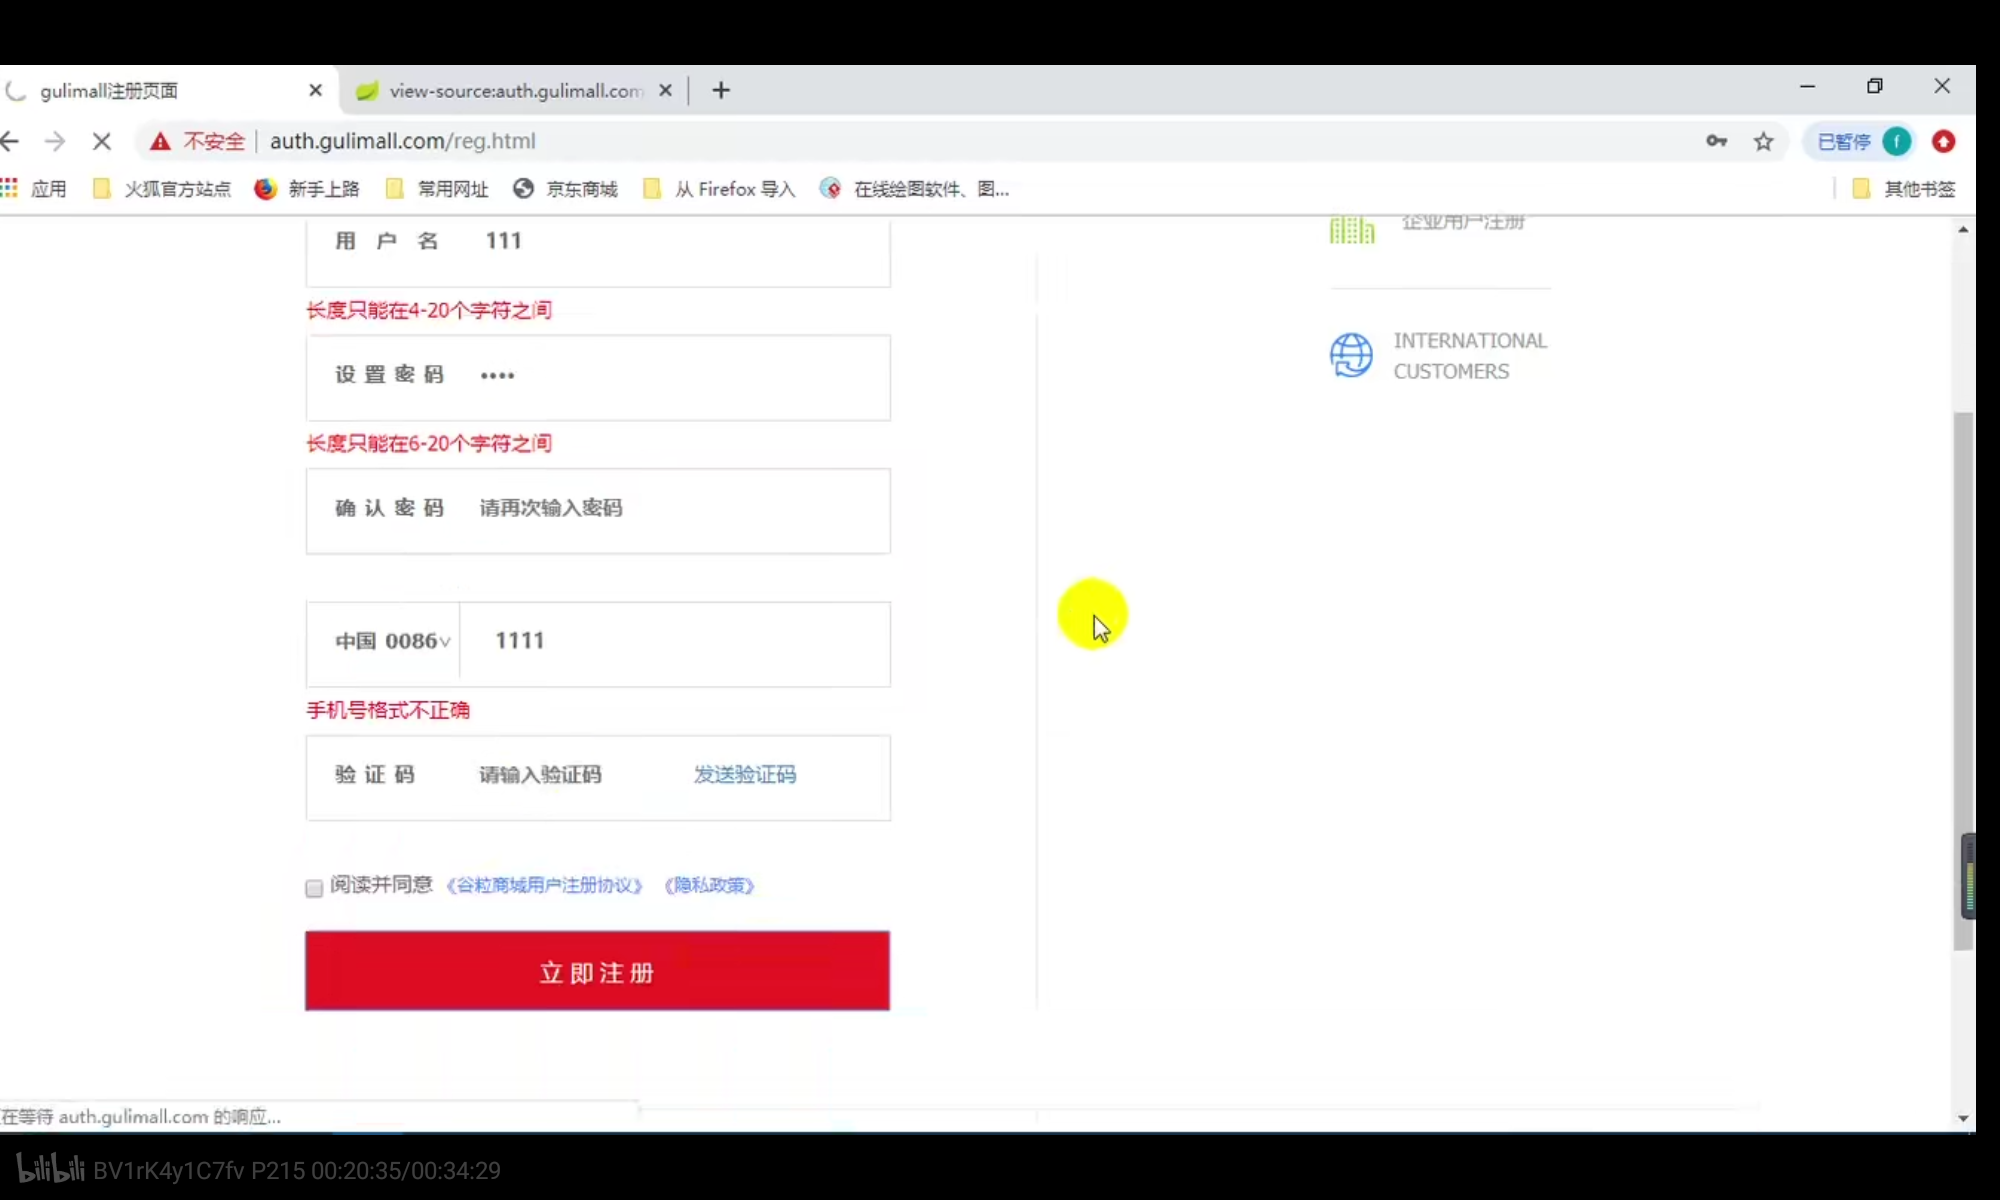 gulimall注册页面
view-source:auth.gulimall.com
不安全 auth.gulimall.com/reg.html
已暂停 f
应用 火狐官方站点 新手上路 常用网址 京东商城 从 Firefox 导入 在线绘图软件、图... 其他书签
用 户 名 111
企业用户注册
长度只能在4-20个字符之间
INTERNATIONAL
CUSTOMERS
设 置 密 码 ••••
长度只能在6-20个字符之间
确 认 密 码 请再次输入密码
中国 0086 1111
手机号格式不正确
验 证 码 请输入验证码 发送验证码
阅读并同意 《谷粒商城用户注册协议》 《隐私政策》
立 即 注 册
在等待 auth.gulimall.com 的响应...
bilibili BV1rK4y1C7fv P215 00:20:35/00:34:29